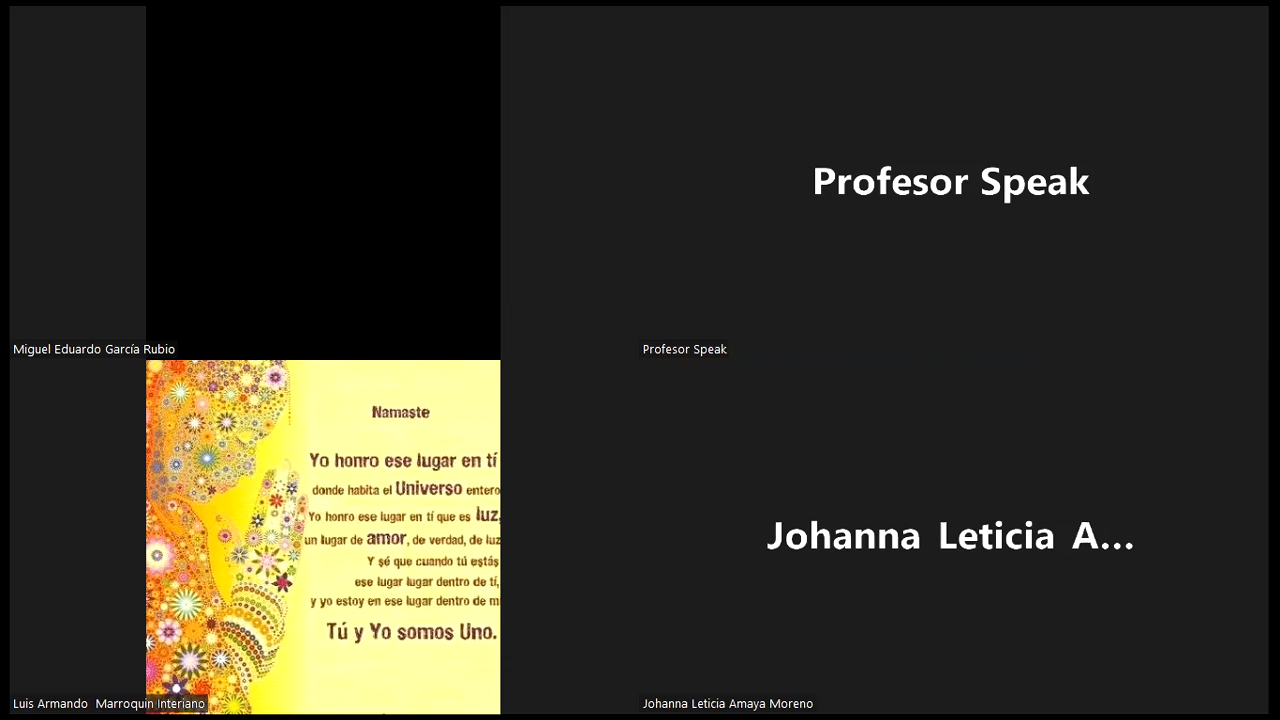 Profesor Speak
Miguel Eduardo García Rubio
Profesor Speak
Namaste
Yo honro ese lugar en tí
donde habita el Universo entero
Yo honro ese lugar en tí que es luz,
un lugar de amor, de verdad, de luz
Y sé que cuando tú estás
ese lugar lugar dentro de tí,
y yo estoy en ese lugar dentro de m
Tú y Yo somos Uno.
Johanna Leticia A...
Luis Armando Marroquin Interiano
Johanna Leticia Amaya Moreno